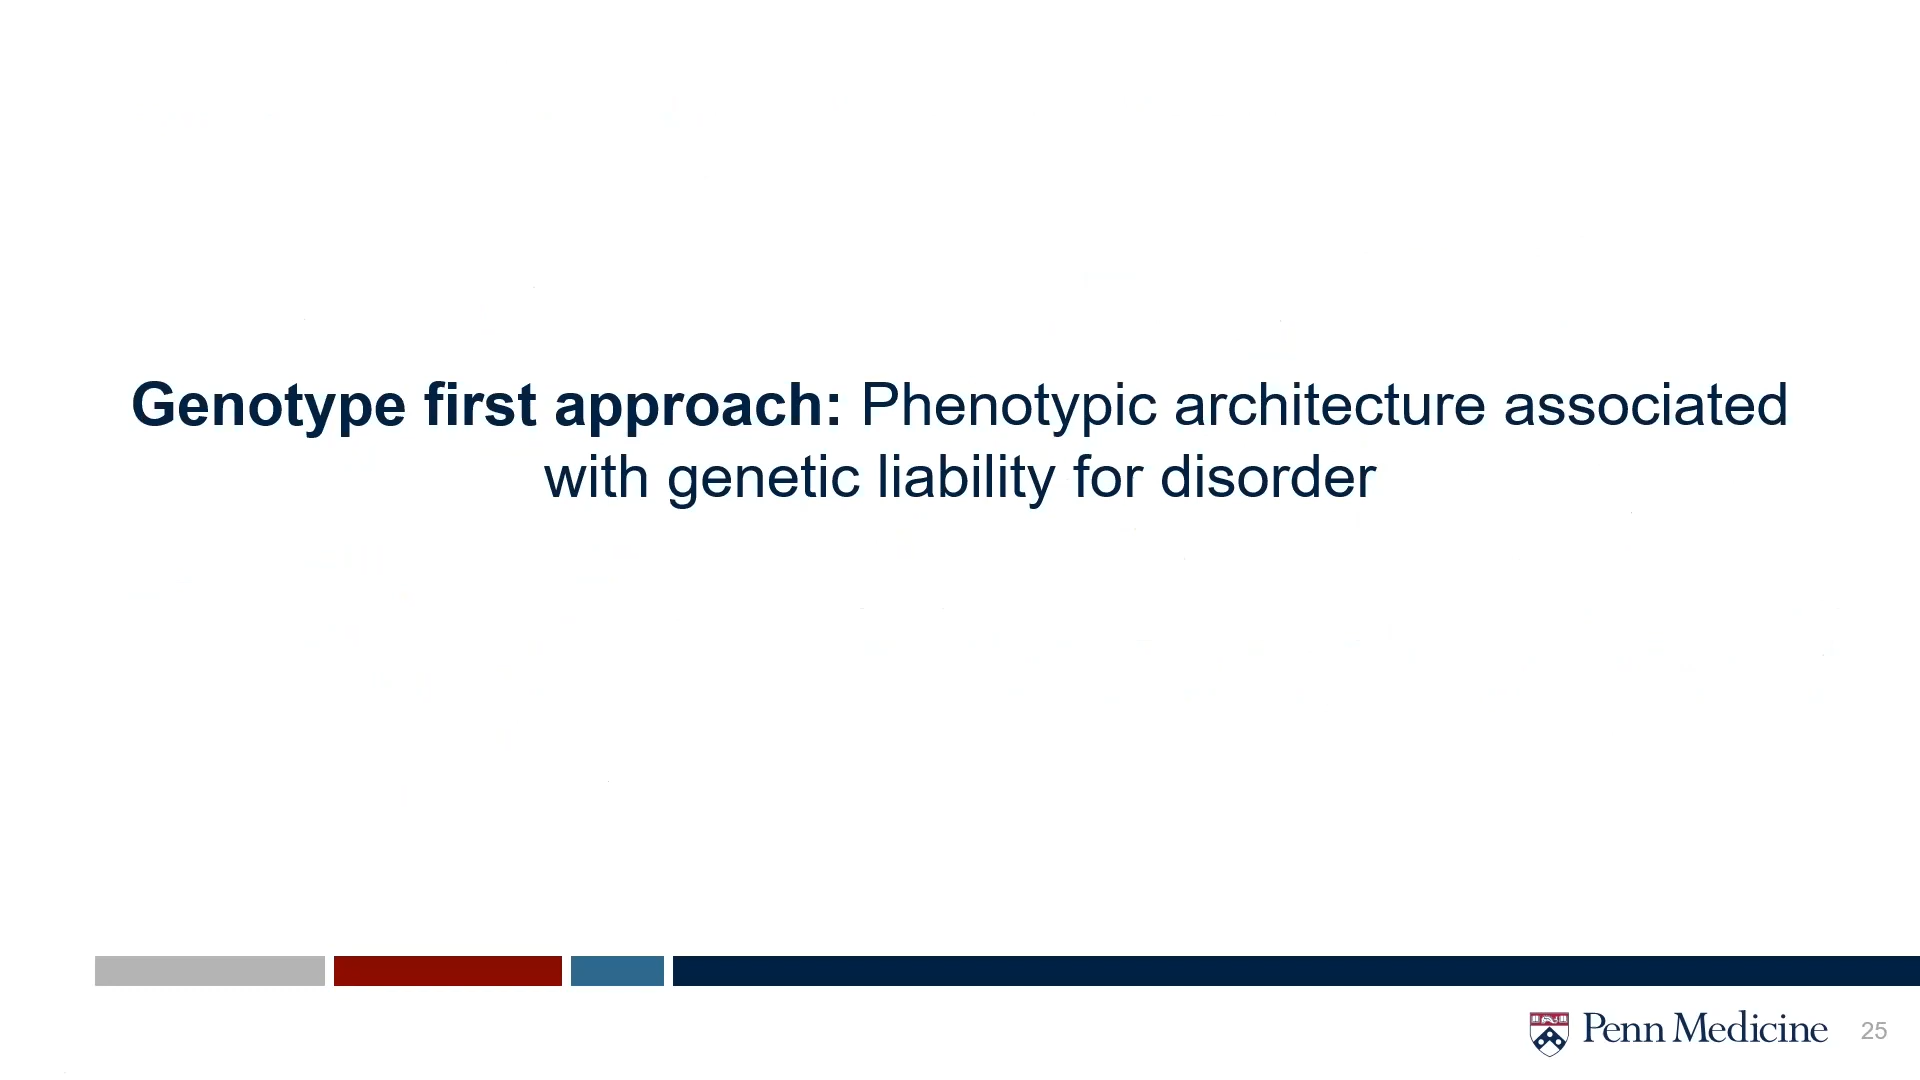 Genotype first approach: Phenotypic architecture associated
with genetic liability for disorder
Penn Medicine
25